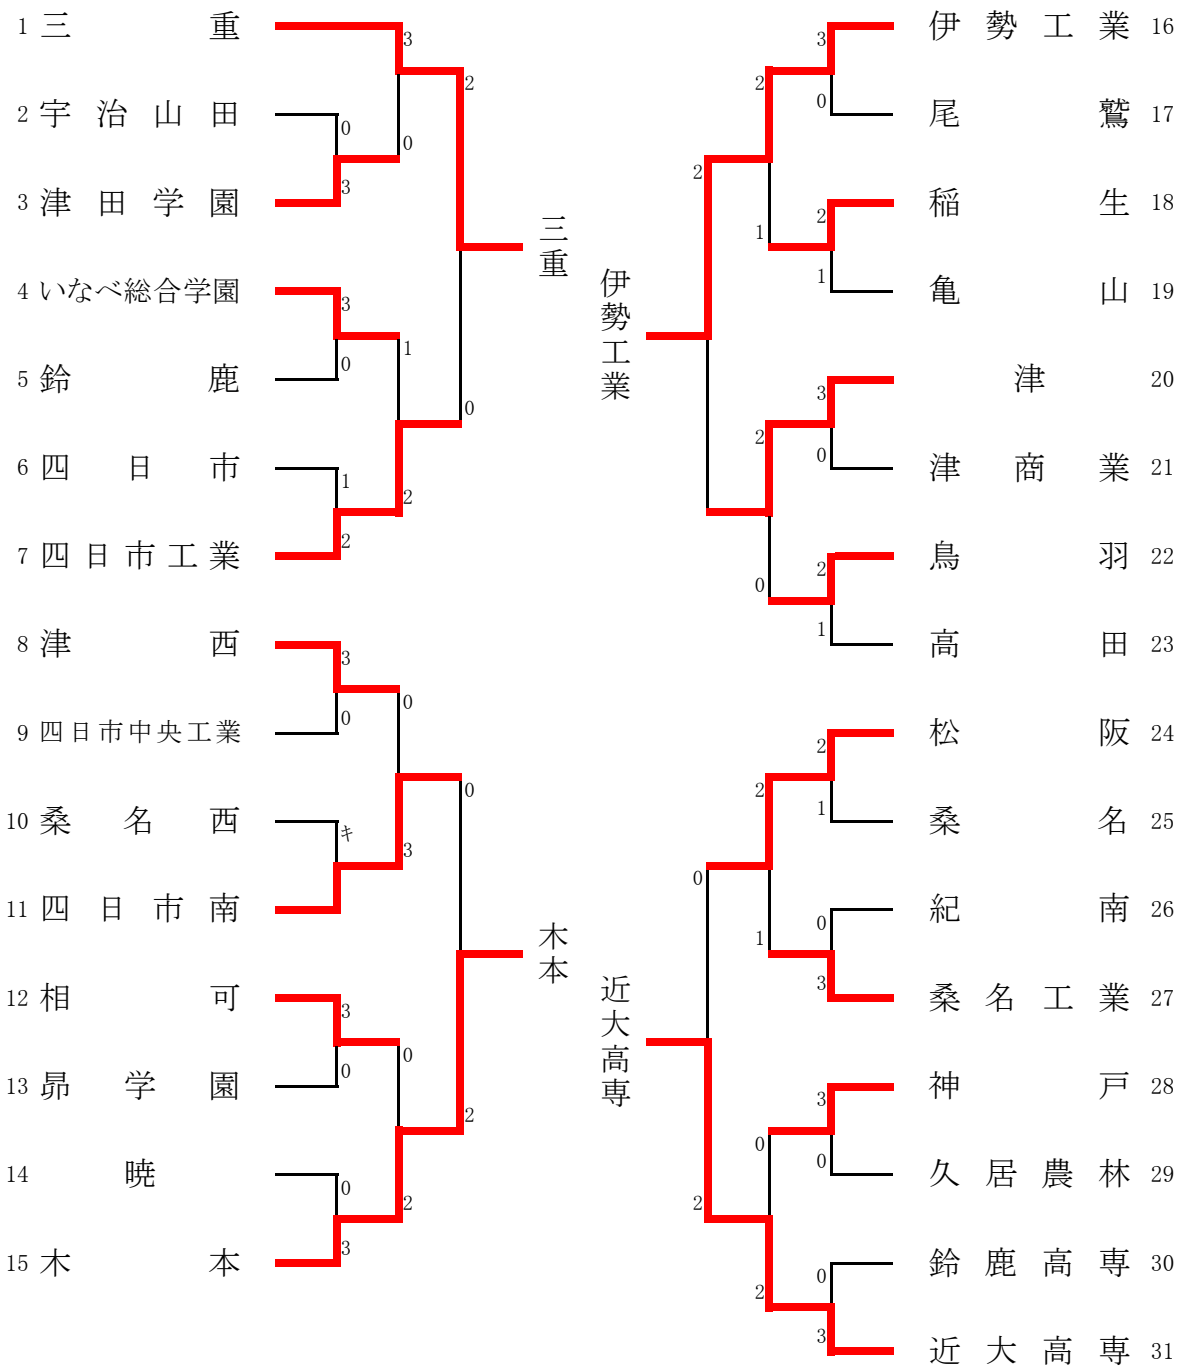 1 三重
3
2
2 宇治山田
0
0
3 津田学園
3
三重
4 いなべ総合学園
3
1
5 鈴鹿
0
0
6 四日市
1
2
7 四日市工業
2
8 津西
3
0
9 四日市中央工業
0
0
10 桑名西
キ
3
11 四日市南
木本
12 相可
3
0
13 昴学園
0
2
14 暁
0
2
15 木本
3
伊勢工業 16
3
2
尾鷲 17
0
2
稲生 18
2
1
亀山 19
1
伊勢工業
津 20
3
2
津商業 21
0
鳥羽 22
2
0
高田 23
1
松阪 24
2
2
桑名 25
1
0
紀南 26
0
1
桑名工業 27
3
近大高専
神戸 28
3
0
久居農林 29
0
2
鈴鹿高専 30
0
2
近大高専 31
3